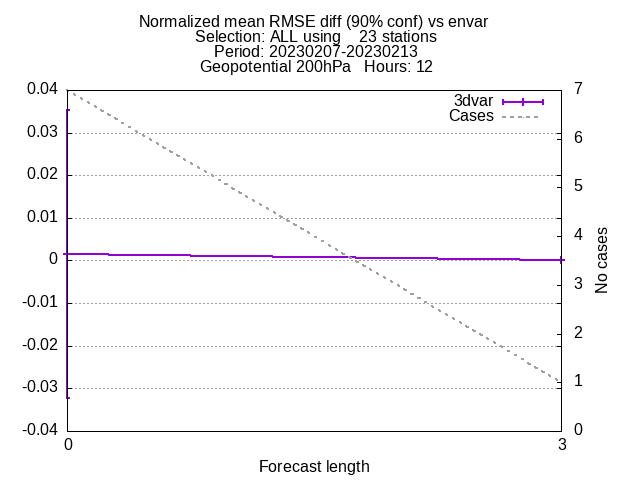 Normalized mean RMSE diff (90% conf) vs envar
Selection: ALL using    23 stations
Period: 20230207-20230213
Geopotential 200hPa   Hours: 12
3dvar
Cases
0.04
0.03
0.02
0.01
0
-0.01
-0.02
-0.03
-0.04
7
6
5
4
3
2
1
0
No cases
0
3
Forecast length